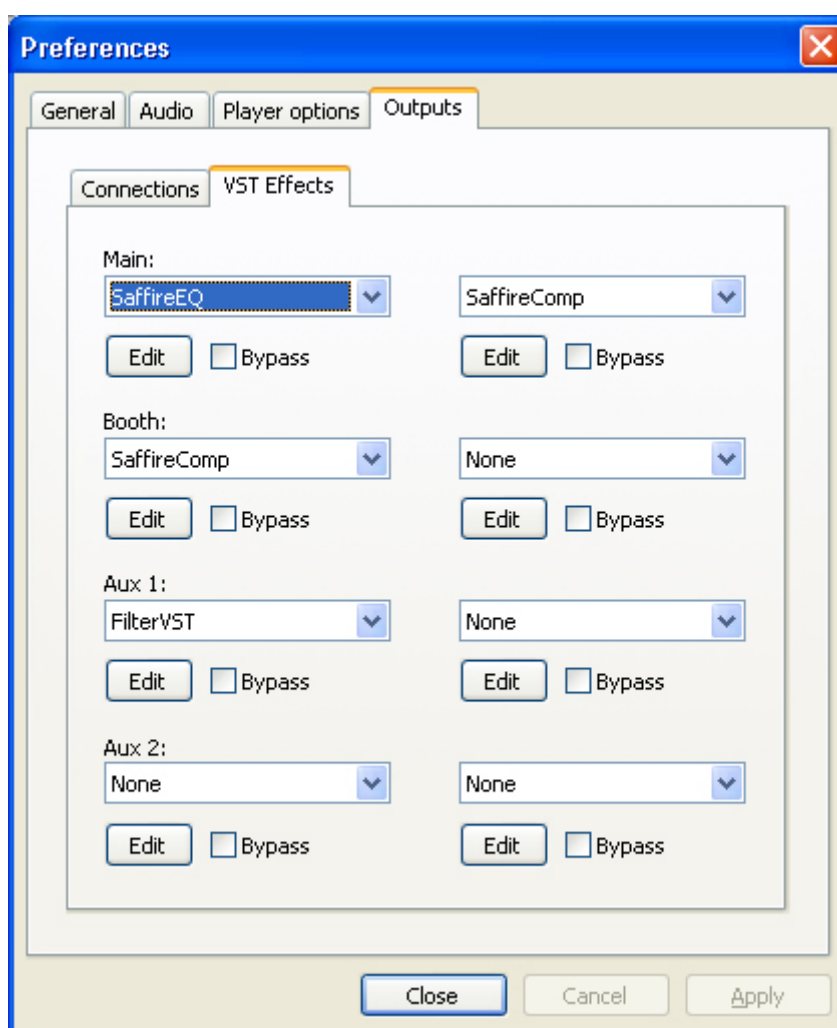 Preferences
General Audio Player options Outputs
Connections VST Effects
Main:
SaffireEQ SaffireComp
Edit Bypass Edit Bypass
Booth:
SaffireComp None
Edit Bypass Edit Bypass
Aux 1:
FilterVST None
Edit Bypass Edit Bypass
Aux 2:
None None
Edit Bypass Edit Bypass
Close Cancel Apply